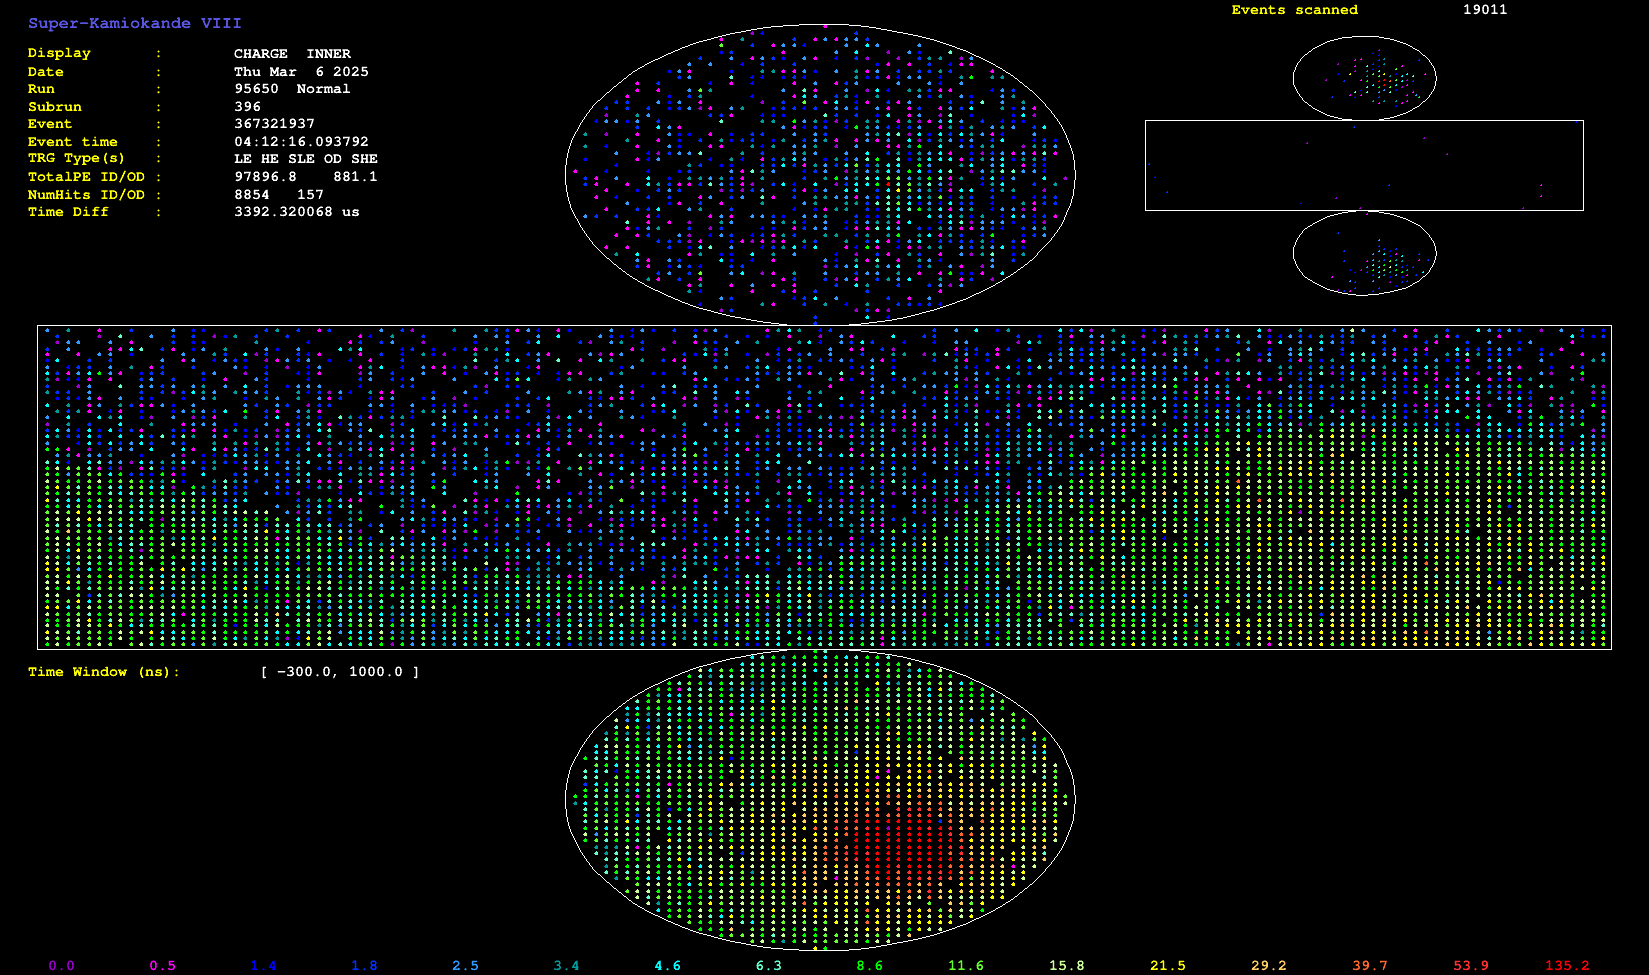 Super-Kamiokande VIII
Events scanned 19011
Display : CHARGE INNER
Date : Thu Mar 6 2025
Run : 95650 Normal
Subrun : 396
Event : 367321937
Event time : 04:12:16.093792
TRG Type(s) : LE HE SLE OD SHE
TotalPE ID/OD : 97896.8 881.1
NumHits ID/OD : 8854 157
Time Diff : 3392.320068 us
Time Window (ns): [ -300.0, 1000.0 ]
0.0 0.5 1.4 1.8 2.5 3.4 4.6 6.3 8.6 11.6 15.8 21.5 29.2 39.7 53.9 135.2